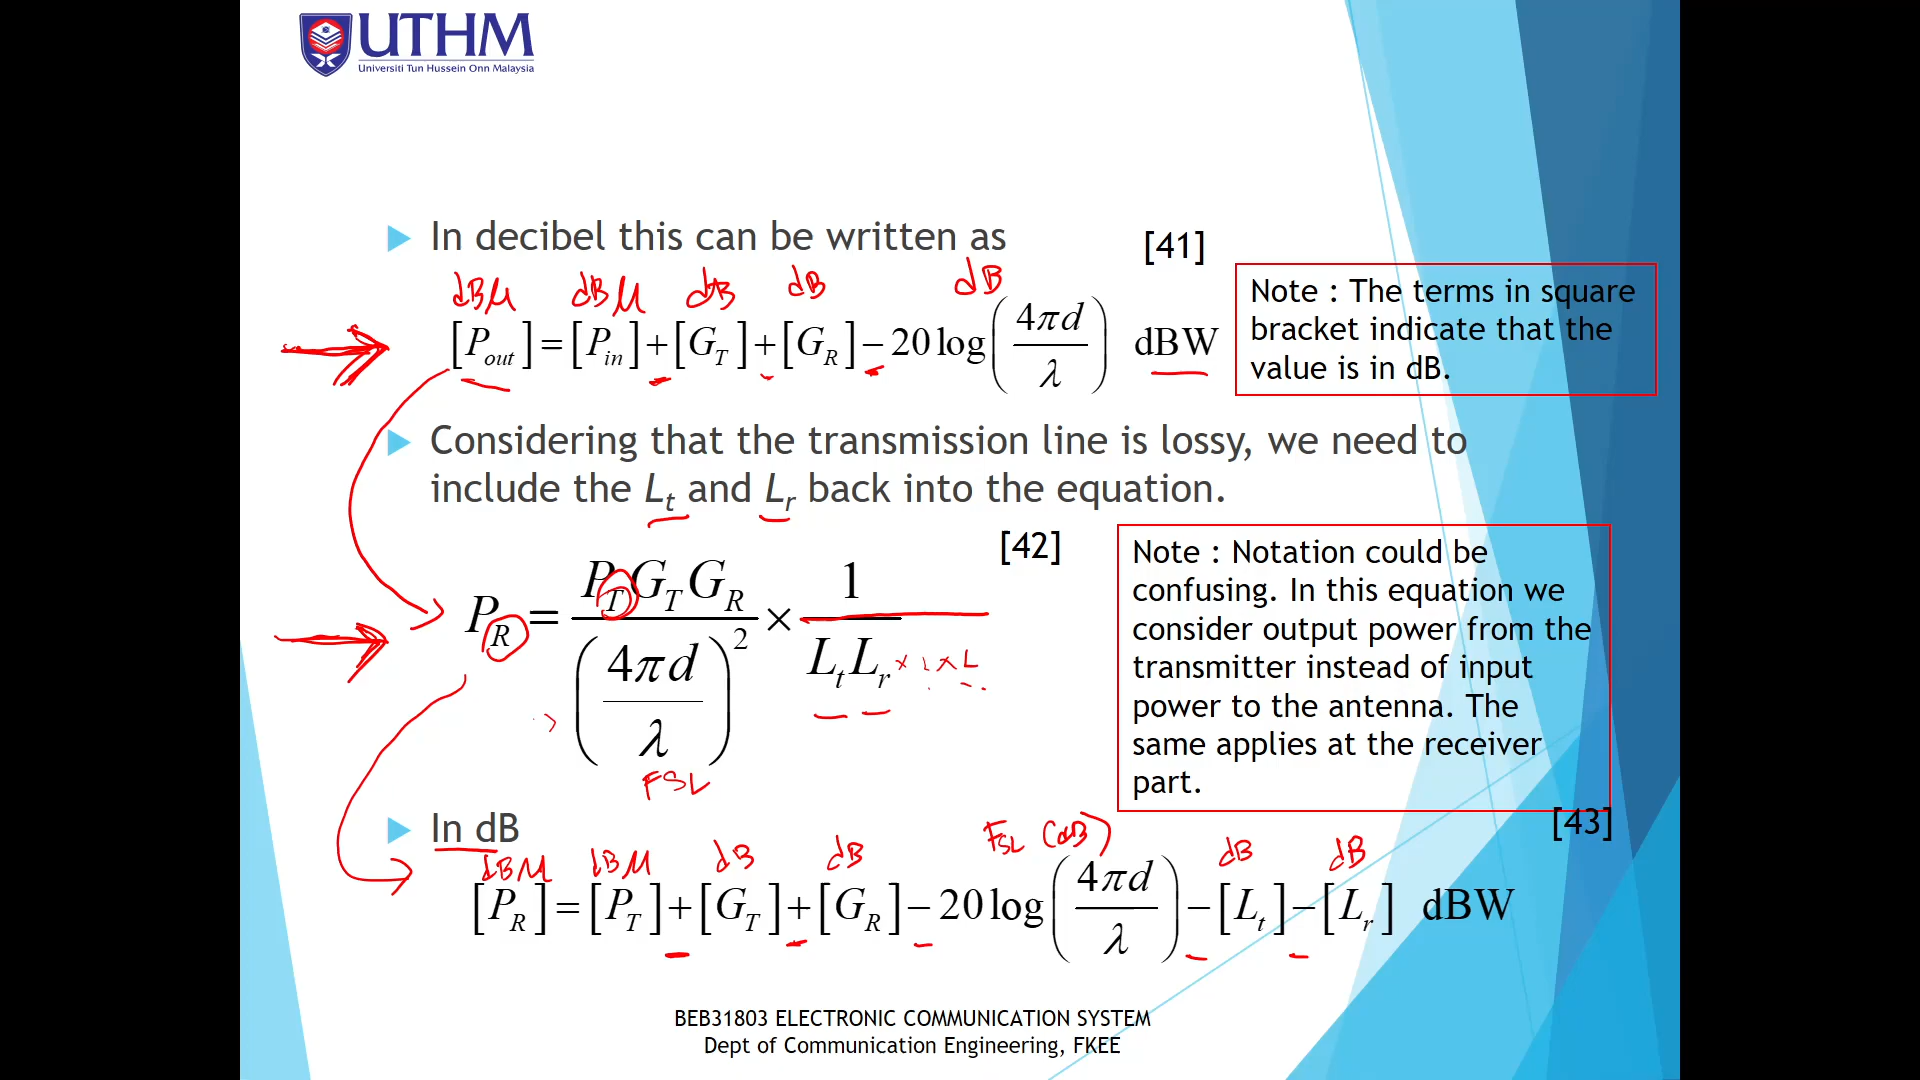 UTHM
Universiti Tun Hussein Onn Malaysia
In decibel this can be written as
[41]
dBM dBM dB dB dB
[P_out] = [P_in] + [G_T] + [G_R] − 20 log (4πd / λ) dBW
Note : The terms in square
bracket indicate that the
value is in dB.
Considering that the transmission line is lossy, we need to
include the L_t and L_r back into the equation.
[42]
P_R = P_T G_T G_R / (4πd / λ)^2 × 1 / L_t L_r × L × L
FSL
Note : Notation could be
confusing. In this equation we
consider output power from the
transmitter instead of input
power to the antenna. The
same applies at the receiver
part.
In dB
[43]
dBM dBM dB dB FSL (dB) dB dB
[P_R] = [P_T] + [G_T] + [G_R] − 20 log (4πd / λ) − [L_t] − [L_r] dBW
BEB31803 ELECTRONIC COMMUNICATION SYSTEM
Dept of Communication Engineering, FKEE